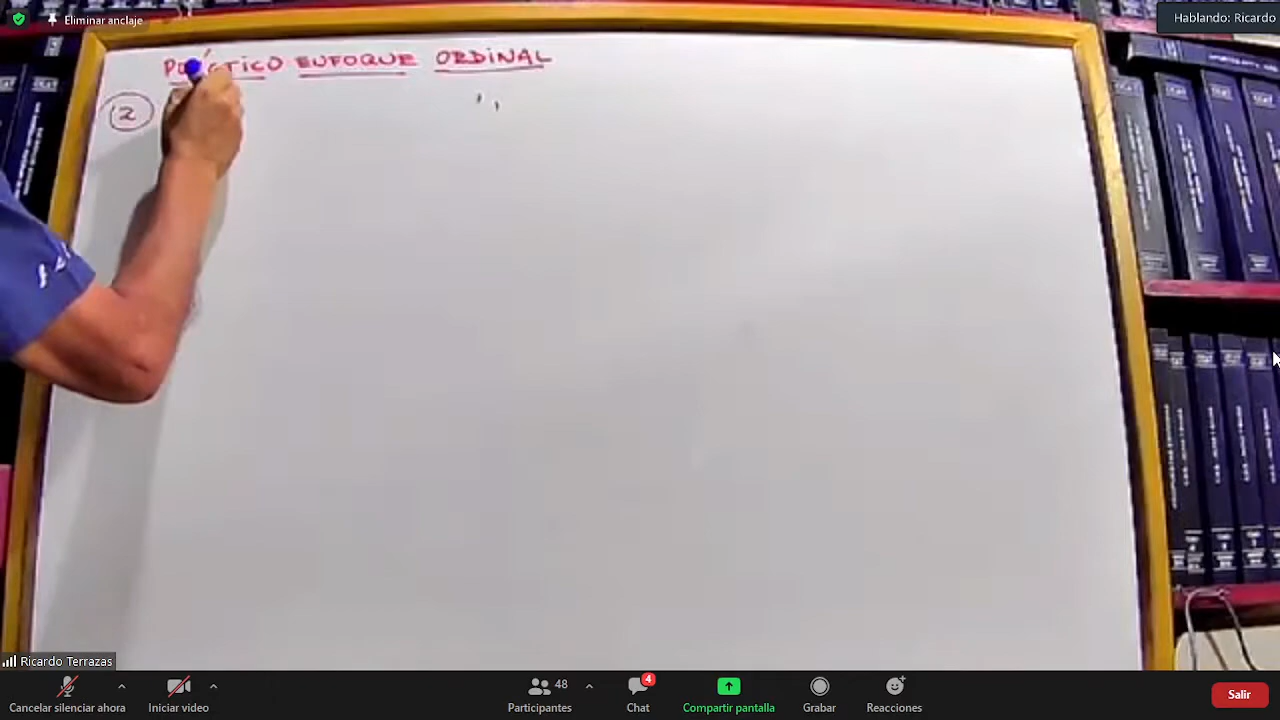 Eliminar anclaje
Hablando: Ricardo
PRÁCTICO ENFOQUE ORDINAL
2
Ricardo Terrazas
Cancelar silenciar ahora
Iniciar video
48
Participantes
4
Chat
Compartir pantalla
Grabar
Reacciones
Salir